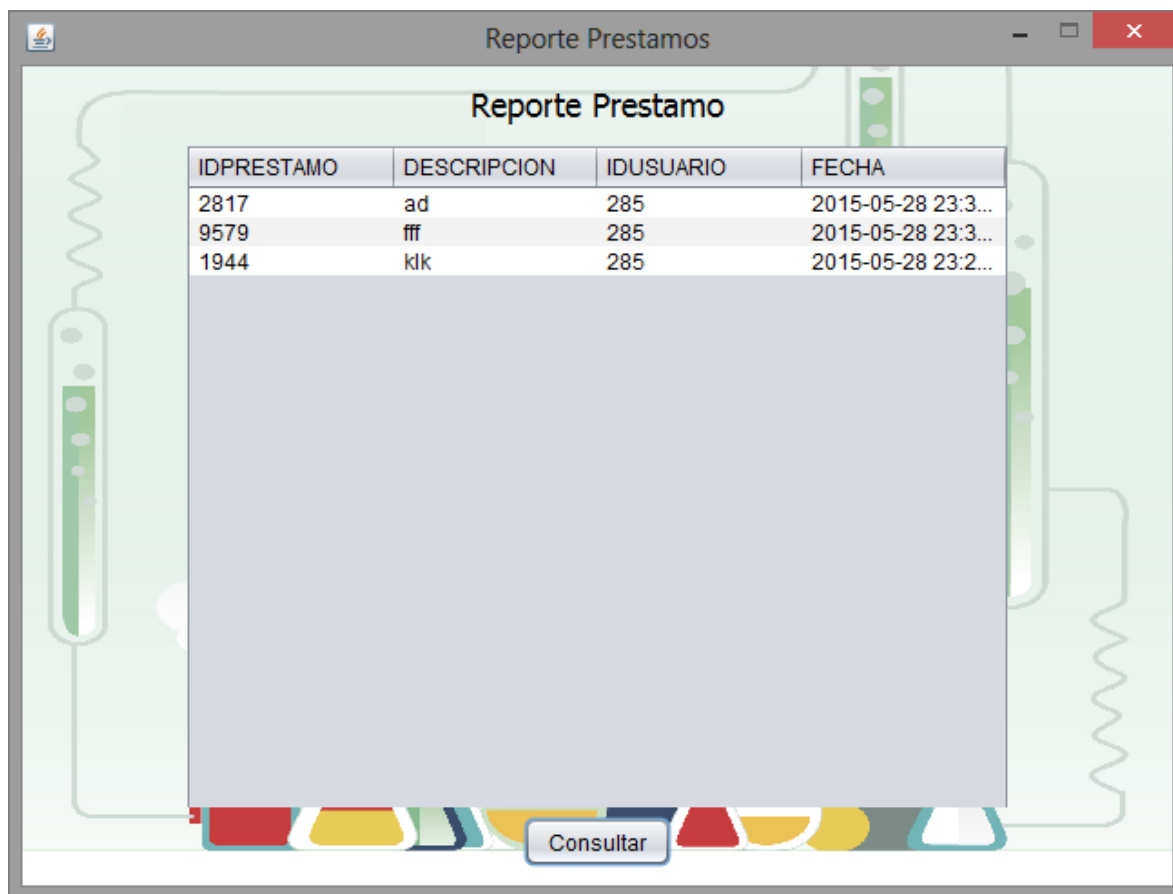 Reporte Prestamos
Reporte Prestamo
IDPRESTAMO DESCRIPCION IDUSUARIO FECHA
2817 ad 285 2015-05-28 23:3...
9579 fff 285 2015-05-28 23:3...
1944 klk 285 2015-05-28 23:2...
Consultar